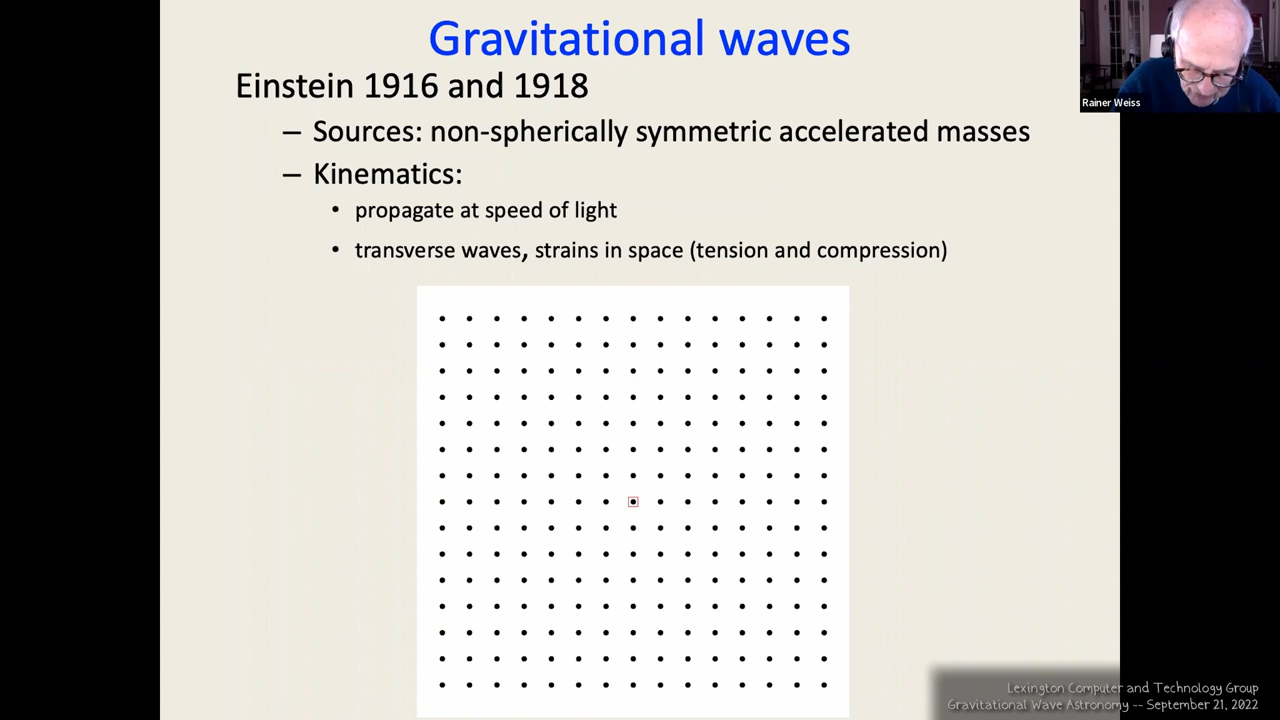 Gravitational waves
Einstein 1916 and 1918
– Sources: non-spherically symmetric accelerated masses
– Kinematics:
• propagate at speed of light
• transverse waves, strains in space (tension and compression)
Rainer Weiss
Lexington Computer and Technology Group
Gravitational Wave Astronomy -- September 21, 2022